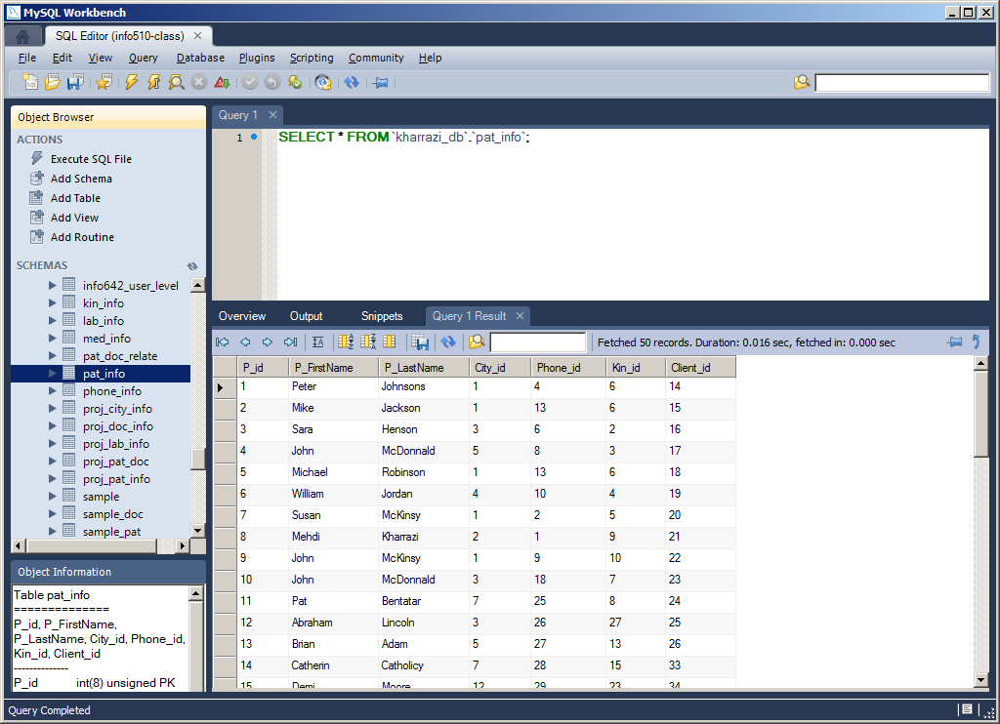 MySQL Workbench
SQL Editor (info510-class)
File Edit View Query Database Plugins Scripting Community Help
Object Browser
ACTIONS
Execute SQL File
Add Schema
Add Table
Add View
Add Routine
SCHEMAS
info642_user_level
kin_info
lab_info
med_info
pat_doc_relate
pat_info
phone_info
proj_city_info
proj_doc_info
proj_lab_info
proj_pat_doc
proj_pat_info
sample
sample_doc
sample_pat
Object Information
Table pat_info
==============
P_id, P_FirstName,
P_LastName, City_id, Phone_id,
Kin_id, Client_id
--------------
P_id int(8) unsigned PK
Query 1
1 SELECT * FROM `kharrazi_db`.`pat_info`;
Overview Output Snippets Query 1 Result
Fetched 50 records. Duration: 0.016 sec, fetched in: 0.000 sec
P_id P_FirstName P_LastName City_id Phone_id Kin_id Client_id
1 Peter Johnsons 1 4 6 14
2 Mike Jackson 1 13 6 15
3 Sara Henson 3 6 2 16
4 John McDonnald 5 8 3 17
5 Michael Robinson 1 13 6 18
6 William Jordan 4 10 4 19
7 Susan McKinsy 1 2 5 20
8 Mehdi Kharrazi 2 1 9 21
9 John McKinsy 1 9 10 22
10 John McDonnald 3 18 7 23
11 Pat Bentatar 7 25 8 24
12 Abraham Lincoln 3 26 27 25
13 Brian Adam 5 27 13 26
14 Catherin Catholicy 7 28 15 33
15 Demi Moore 12 29 23 34
Query Completed